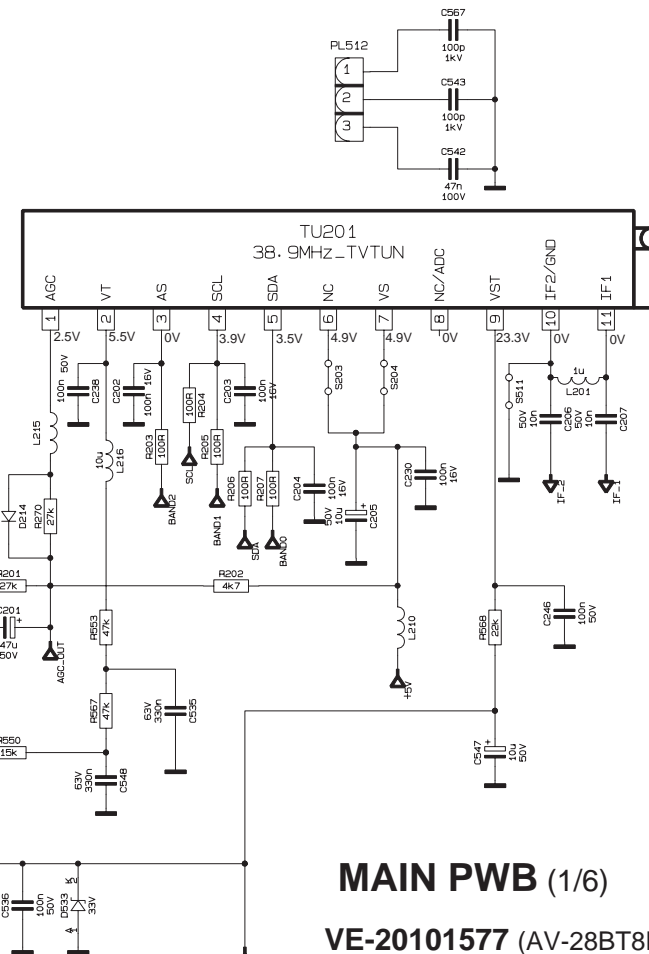 C567
100p
1kV
PL512
1
2
3
C543
100p
1kV
C542
47n
100V
TU201
38.9MHz_TVTUN
AGC
VT
AS
SCL
SDA
NC
VS
NC/ADC
VST
IF2/GND
IF1
1
2
3
4
5
6
7
8
9
10
11
2.5V
5.5V
0V
3.9V
3.5V
4.9V
4.9V
0V
23.3V
0V
0V
100n
50V
C238
C202
100n
16V
C203
100n
16V
S203
S204
S511
1u
L201
50V
10n
C206
50V
10n
C207
L215
10u
L216
R203
100R
100R
R204
R205
100R
SCL
R206
100R
R207
100R
C204
100n
16V
C230
100n
16V
50V
10u
C205
+
IF_2
IF_1
D214
R270
27k
BAND2
BAND1
SDA
BAND0
R201
27k
R202
4k7
C201
+
47u
50V
AGC_OUT
R553
47k
L210
+5V
R568
22k
C246
100n
50V
R567
47k
63V
330n
C535
R550
15k
63V
330n
C548
C547
+
10u
50V
C536
100n
50V
D533
33V
K
A
MAIN PWB (1/6)
VE-20101577 (AV-28BT8